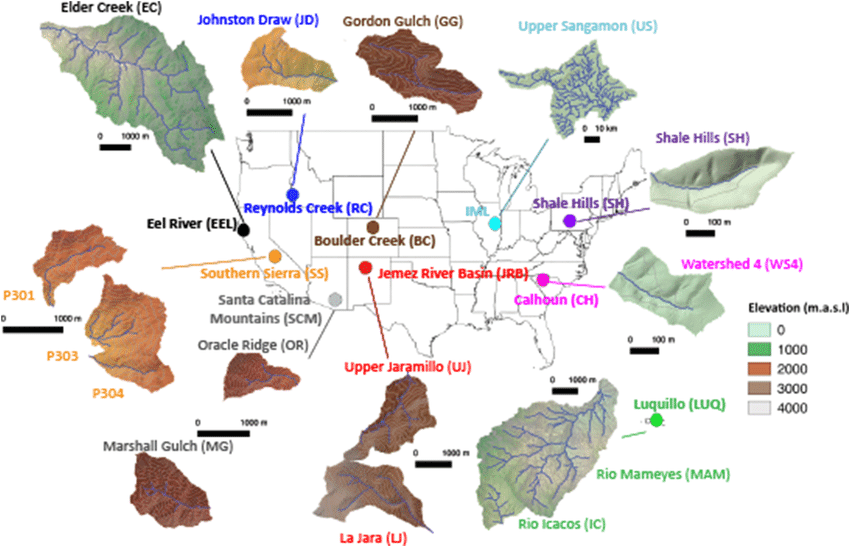 Elder Creek (EC)
Johnston Draw (JD)
Gordon Gulch (GG)
Upper Sangamon (US)
0 1000 m
0 1000 m
0 1000 m
0 10 km
Shale Hills (SH)
Reynolds Creek (RC)
IML
Shale Hills (SH)
0 100 m
Eel River (EEL)
Boulder Creek (BC)
Southern Sierra (SS)
Jemez River Basin (JRB)
Watershed 4 (WS4)
P301
Santa Catalina
Mountains (SCM)
Calhoun (CH)
Elevation (m.a.s.l)
0
1000
2000
3000
4000
0 1000 m
P303
Oracle Ridge (OR)
0 100 m
P304
Upper Jaramillo (UJ)
0 1000 m
0 1000 m
Luquillo (LUQ)
Marshall Gulch (MG)
0 1000 m
Rio Mameyes (MAM)
Rio Icacos (IC)
La Jara (LJ)